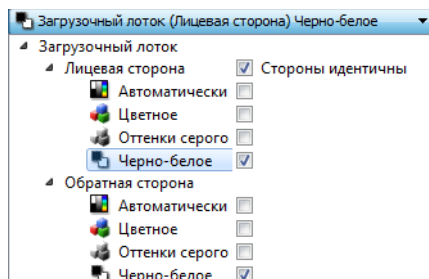 Загрузочный лоток (Лицевая сторона) Черно-белое
Загрузочный лоток
Лицевая сторона Стороны идентичны
Автоматически
Цветное
Оттенки серого
Черно-белое
Обратная сторона
Автоматически
Цветное
Оттенки серого
Черно-белое